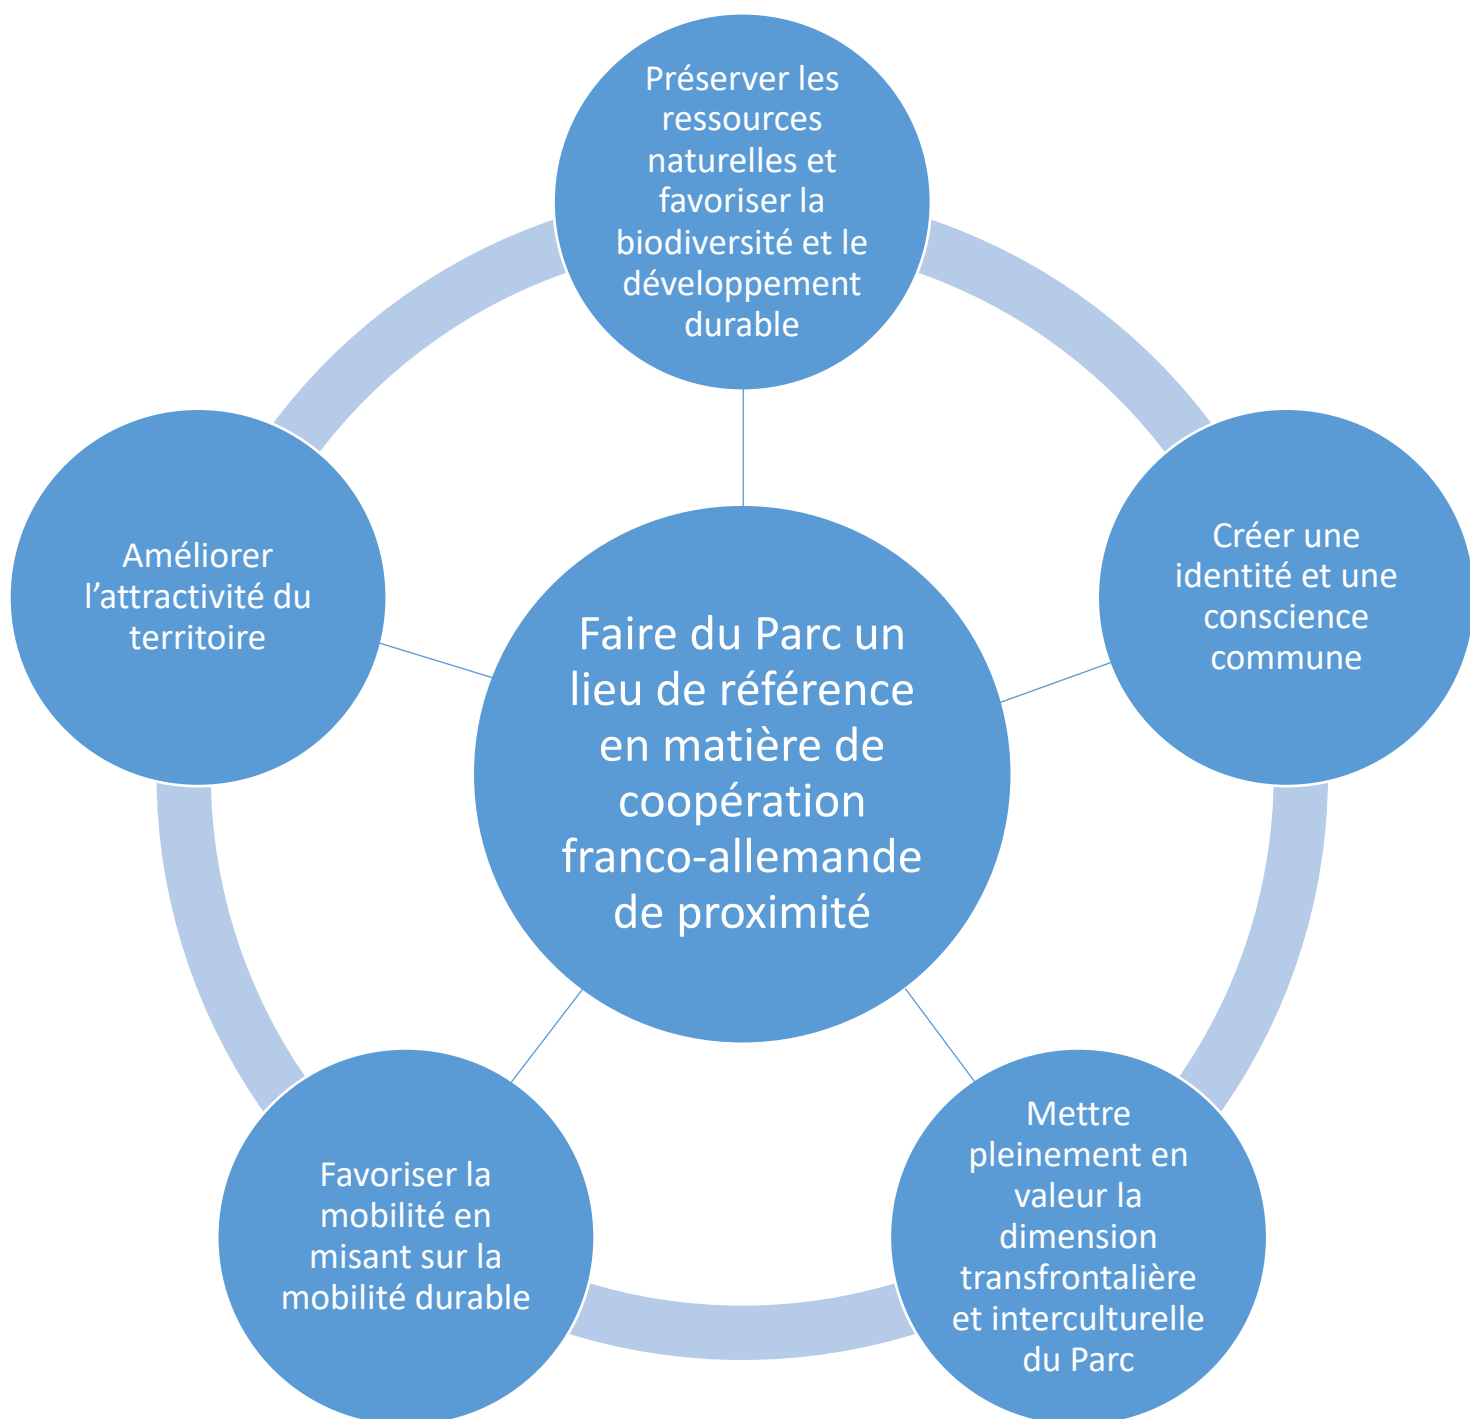 Préserver les
ressources
naturelles et
favoriser la
biodiversité et le
développement
durable
Améliorer
l’attractivité du
territoire
Créer une
identité et une
conscience
commune
Faire du Parc un
lieu de référence
en matière de
coopération
franco-allemande
de proximité
Favoriser la
mobilité en
misant sur la
mobilité durable
Mettre
pleinement en
valeur la
dimension
transfrontalière
et interculturelle
du Parc